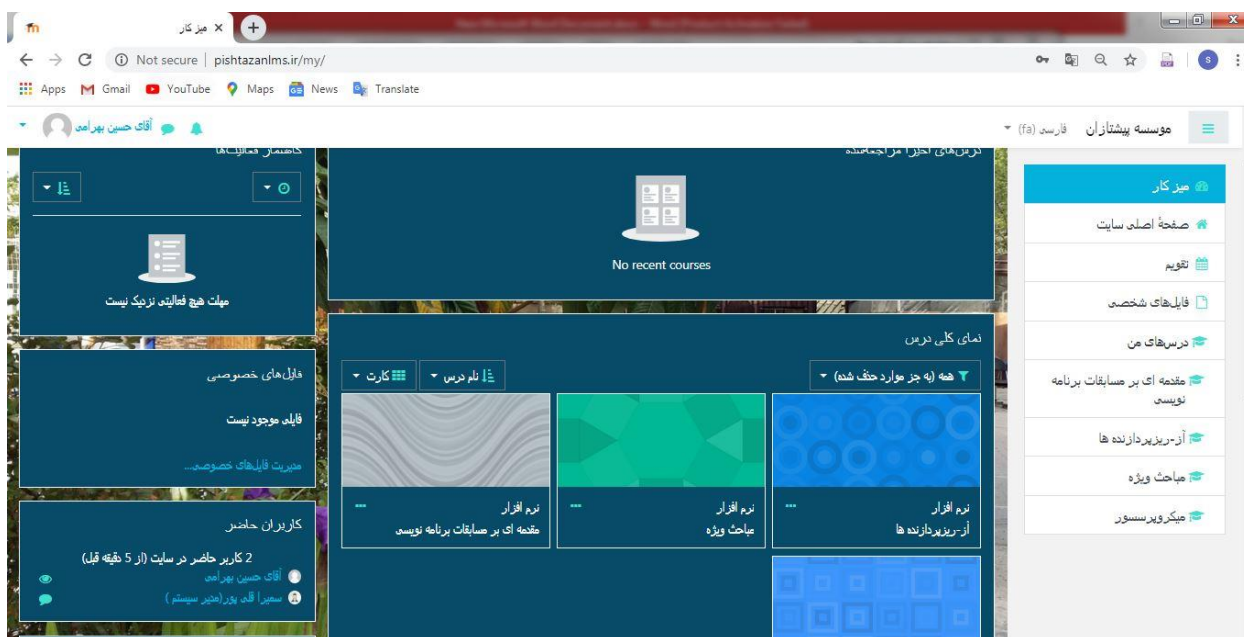 میز کار
Not secure | pishtazanlms.ir/my/
Apps
Gmail
YouTube
Maps
News
Translate
موسسه پیشتازان
فارسی (fa)
آقای حسین بهرامی
میز کار
صفحهٔ اصلی سایت
تقویم
فایل‌های شخصی
درس‌های من
مقدمه ای بر مسابقات برنامه
نویسی
آز-ریزپردازنده ها
مباحث ویژه
میکروپرسسور
درس‌های اخیرا مراجعه‌شده
No recent courses
نمای کلی درس
همه (به جز موارد حذف شده)
نام درس
کارت
نرم افزار
آز-ریزپردازنده ها
نرم افزار
مباحث ویژه
نرم افزار
مقدمه ای بر مسابقات برنامه نویسی
گاهشمار فعالیت‌ها
مهلت هیچ فعالیتی نزدیک نیست
فایل‌های خصوصی
فایلی موجود نیست
مدیریت فایل‌های خصوصی...
کاربران حاضر
2 کاربر حاضر در سایت (از 5 دقیقه قبل)
آقای حسین بهرامی
سمیرا قلی پور(مدیر سیستم )